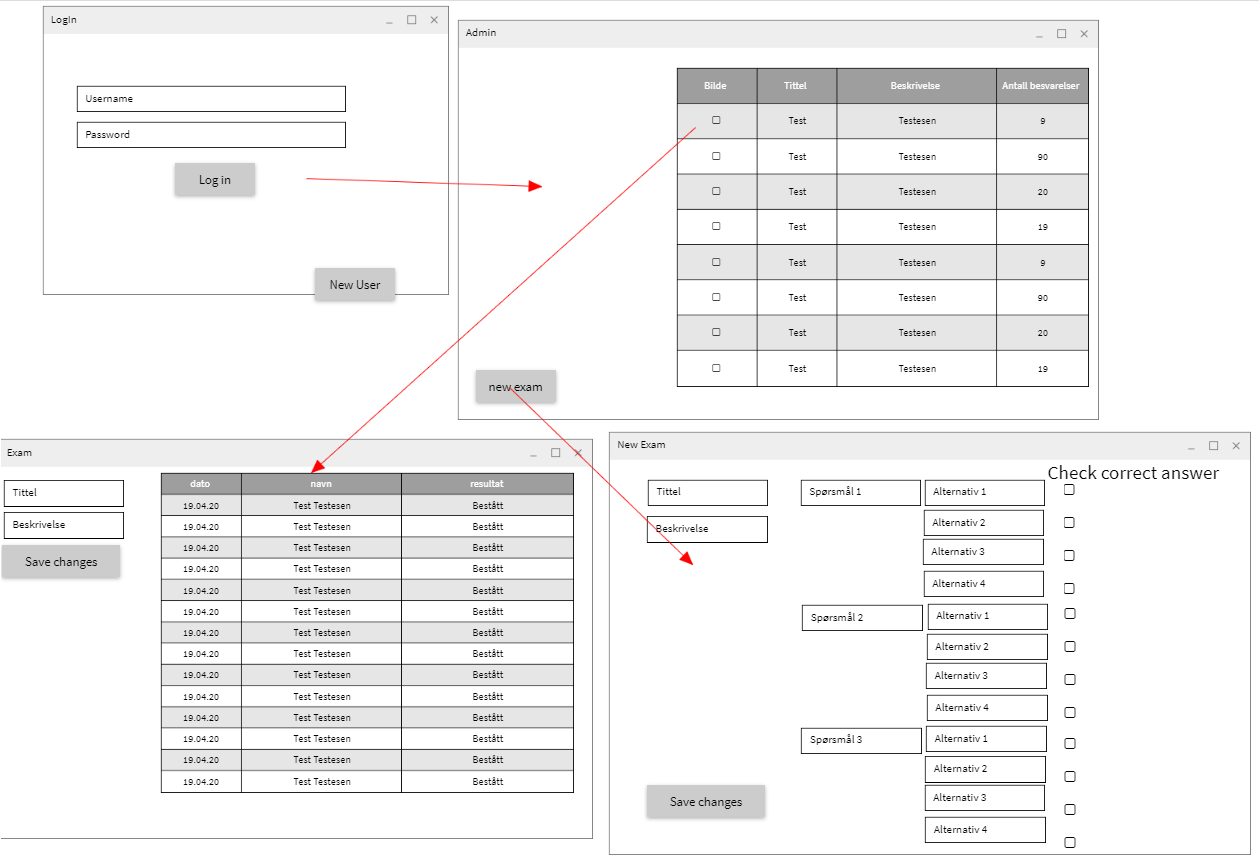 LogIn
Username
Password
Log in
New User
Admin
Bilde Tittel Beskrivelse Antall besvarelser
Test Testesen 9
Test Testesen 90
Test Testesen 20
Test Testesen 19
Test Testesen 9
Test Testesen 90
Test Testesen 20
Test Testesen 19
new exam
Exam
Tittel
Beskrivelse
Save changes
dato navn resultat
19.04.20 Test Testesen Bestått
19.04.20 Test Testesen Bestått
19.04.20 Test Testesen Bestått
19.04.20 Test Testesen Bestått
19.04.20 Test Testesen Bestått
19.04.20 Test Testesen Bestått
19.04.20 Test Testesen Bestått
19.04.20 Test Testesen Bestått
19.04.20 Test Testesen Bestått
19.04.20 Test Testesen Bestått
19.04.20 Test Testesen Bestått
19.04.20 Test Testesen Bestått
19.04.20 Test Testesen Bestått
19.04.20 Test Testesen Bestått
New Exam
Check correct answer
Tittel
Beskrivelse
Spørsmål 1 Alternativ 1
Alternativ 2
Alternativ 3
Alternativ 4
Spørsmål 2 Alternativ 1
Alternativ 2
Alternativ 3
Alternativ 4
Spørsmål 3 Alternativ 1
Alternativ 2
Alternativ 3
Alternativ 4
Save changes